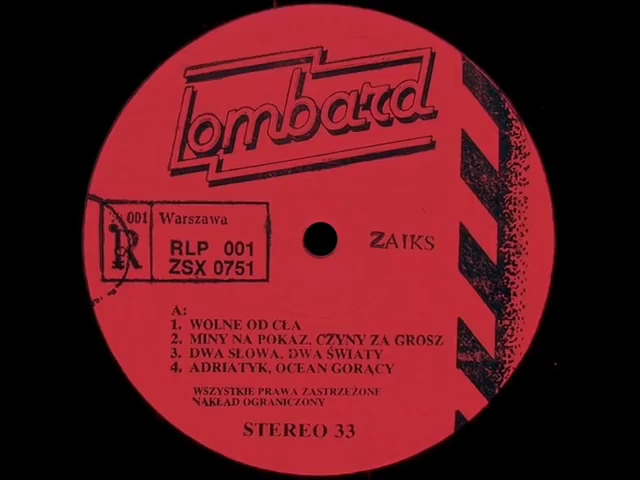 Lombard
001 Warszawa
R RLP 001
ZSX 0751
ZAIKS
A:
1. WOLNE OD CŁA
2. MINY NA POKAZ, CZYNY ZA GROSZ
3. DWA SŁOWA, DWA ŚWIATY
4. ADRIATYK, OCEAN GORĄCY
WSZYSTKIE PRAWA ZASTRZEŻONE
NAKŁAD OGRANICZONY
STEREO 33